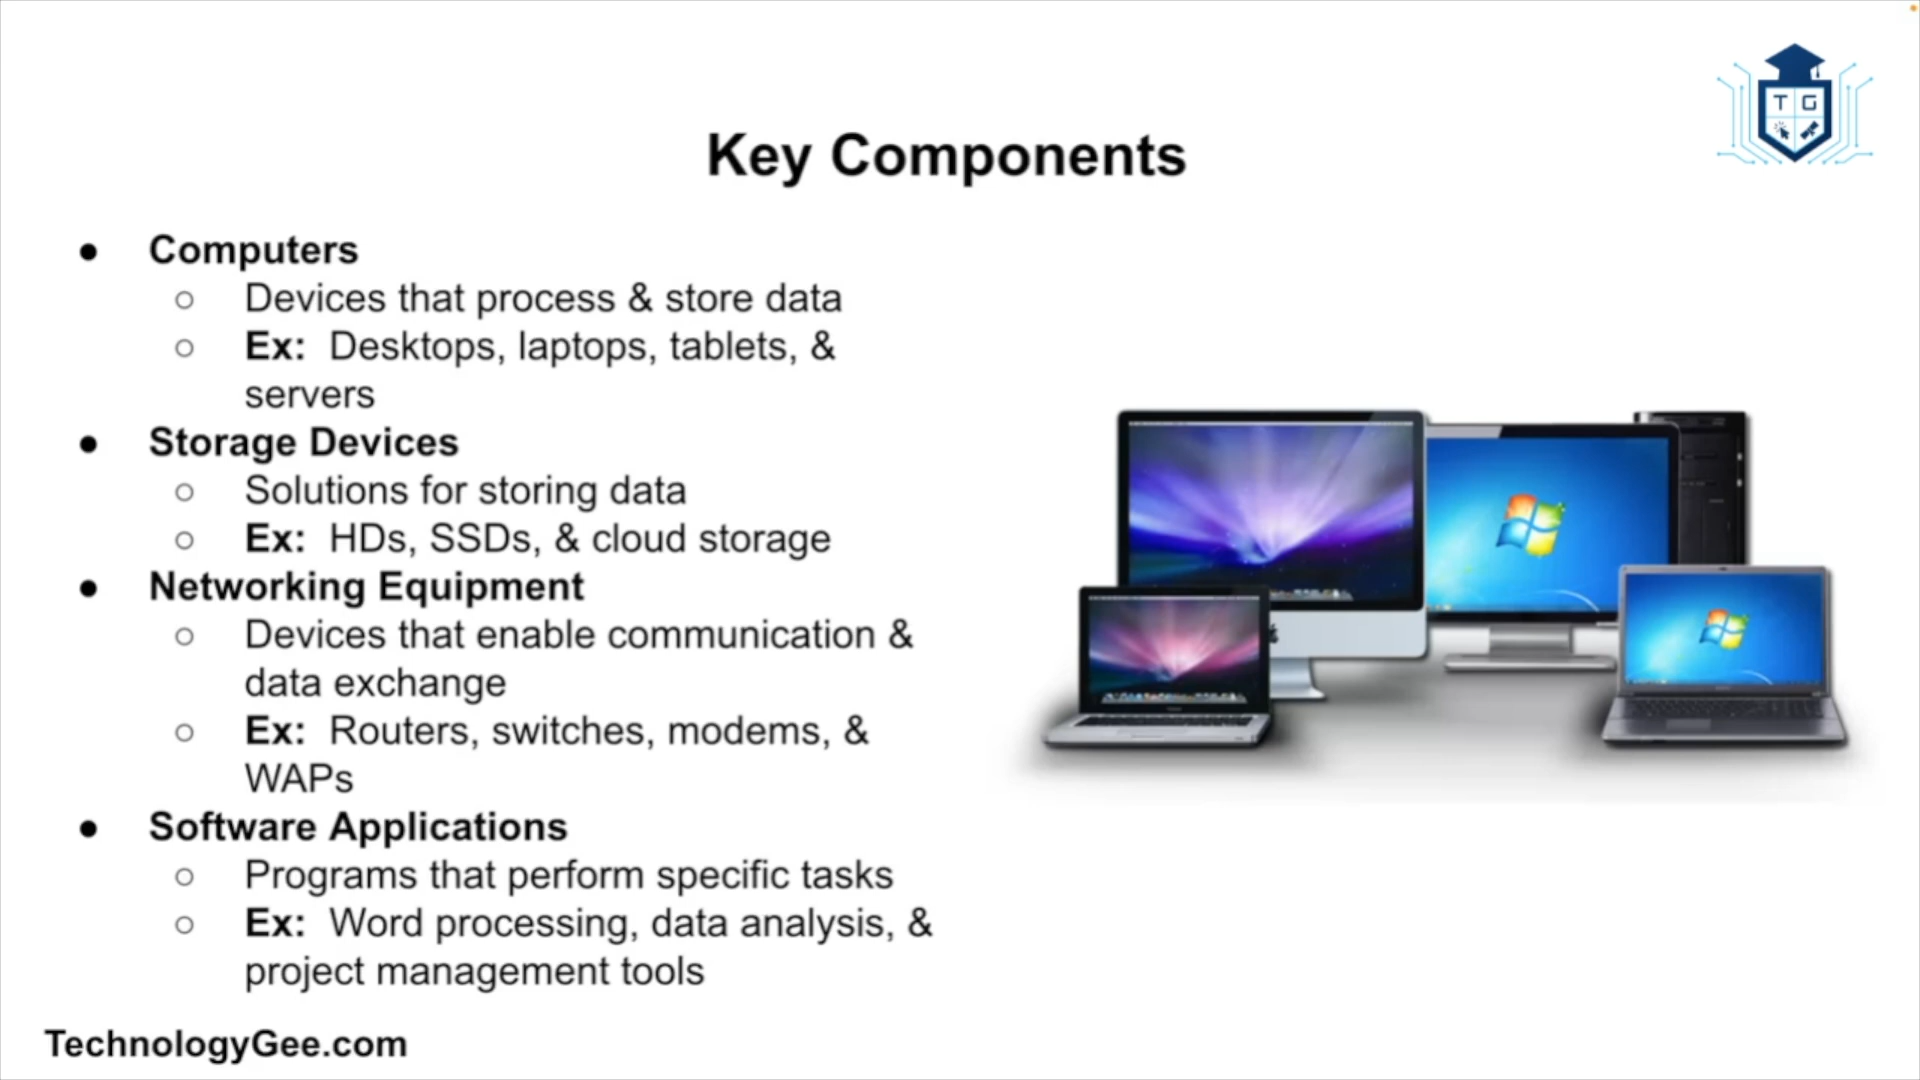 T G
Key Components
● Computers
○ Devices that process & store data
○ Ex: Desktops, laptops, tablets, &
servers
● Storage Devices
○ Solutions for storing data
○ Ex: HDs, SSDs, & cloud storage
● Networking Equipment
○ Devices that enable communication &
data exchange
○ Ex: Routers, switches, modems, &
WAPs
● Software Applications
○ Programs that perform specific tasks
○ Ex: Word processing, data analysis, &
project management tools
TechnologyGee.com